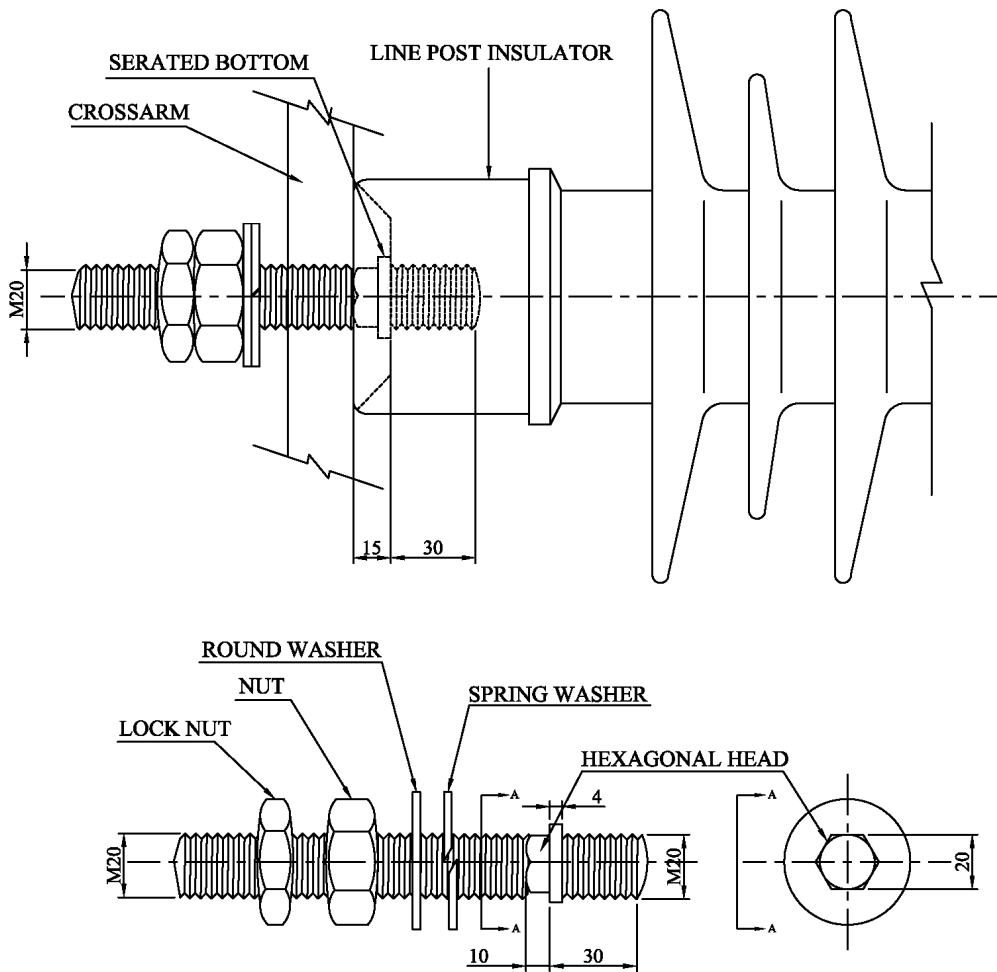 LINE POST INSULATOR
SERATED BOTTOM
CROSSARM
M20
15
30
ROUND WASHER
NUT
SPRING WASHER
LOCK NUT
HEXAGONAL HEAD
A
4
A
M20
M20
20
A
A
10
30